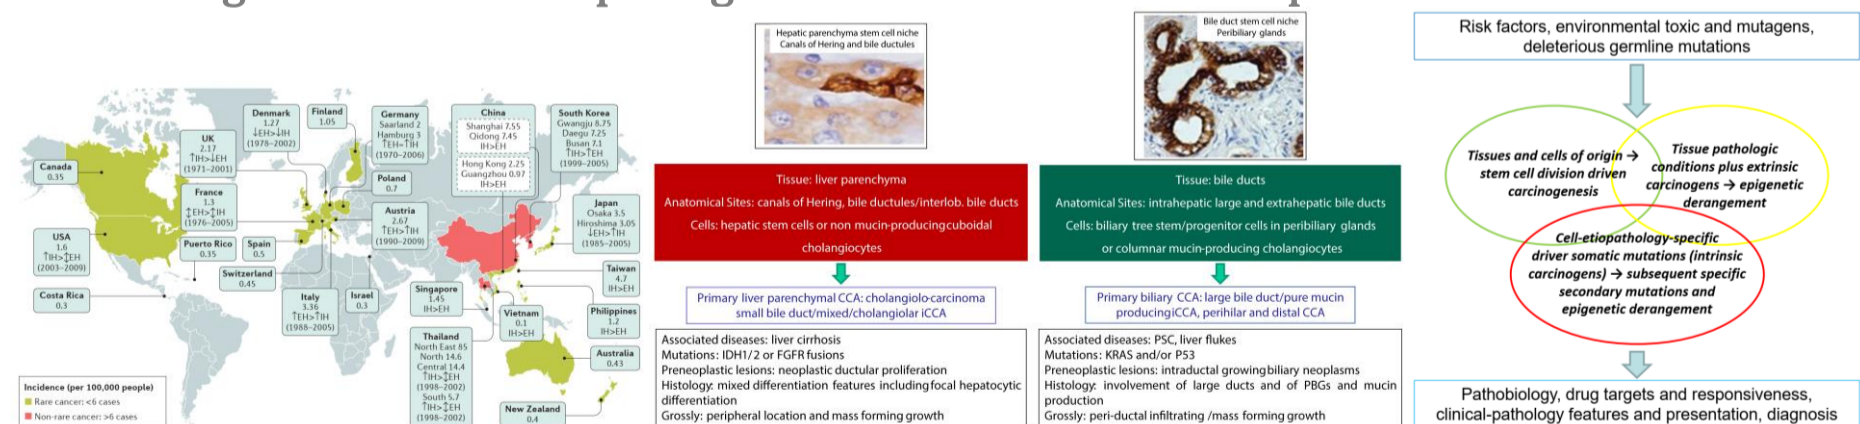 Canada
0.35
USA
1.6
↑IH>↕EH
(2003–2009)
Costa Rica
0.3
UK
2.17
↑IH>↓EH
(1971–2001)
France
1.3
↕EH>↕IH
(1976–2005)
Puerto Rico
0.35
Spain
0.5
Switzerland
0.45
Denmark
1.27
↓EH>↓IH
(1978–2002)
Finland
1.05
Germany
Saarland 2
Hamburg 3
↑EH=↑IH
(1970–2006)
Poland
0.7
Austria
2.67
↕EH>↑IH
(1990–2009)
Italy
3.36
↑EH>↑IH
(1988–2005)
Israel
0.3
China
Shanghai 7.55
Qidong 7.45
IH>EH
Hong Kong 2.25
Guangzhou 0.97
IH>EH
South Korea
Gwangju 8.75
Daegu 7.25
Busan 7.1
↑IH>↑EH
(1999–2005)
Japan
Osaka 3.5
Hiroshima 3.05
↓EH>↑IH
(1985–2005)
Taiwan
4.7
IH>EH
Singapore
1.45
IH>EH
Vietnam
0.1
IH>EH
Philippines
1.2
IH>EH
Thailand
North East 85
North 14.6
Central 14.4
↑IH>↕EH
(1998–2002)
South 5.7
↑IH>↕EH
(1998–2002)
Australia
0.43
New Zealand
0.4
Incidence (per 100,000 people)
Rare cancer: <6 cases
Non-rare cancer: >6 cases
Hepatic parenchyma stem cell niche
Canals of Hering and bile ductules
Tissue: liver parenchyma
Anatomical Sites: canals of Hering, bile ductules/interlob. bile ducts
Cells: hepatic stem cells or non mucin-producingcuboidal
cholangiocytes
Primary liver parenchymal CCA: cholangiolo-carcinoma
small bile duct/mixed/cholangiolar iCCA
Associated diseases: liver cirrhosis
Mutations: IDH1/2 or FGFR fusions
Preneoplastic lesions: neoplastic ductular proliferation
Histology: mixed differentiation features including focal hepatocytic
differentiation
Grossly: peripheral location and mass forming growth
Bile duct stem cell niche
Peribiliary glands
Tissue: bile ducts
Anatomical Sites: intrahepatic large and extrahepatic bile ducts
Cells: biliary tree stem/progenitor cells in peribiliary glands
or columnar mucin-producing cholangiocytes
Primary biliary CCA: large bile duct/pure mucin
producingiCCA, perihilar and distal CCA
Associated diseases: PSC, liver flukes
Mutations: KRAS and/or P53
Preneoplastic lesions: intraductal growing biliary neoplasms
Histology: involvement of large ducts and of PBGs and mucin
production
Grossly: peri-ductal infiltrating /mass forming growth
Risk factors, environmental toxic and mutagens,
deleterious germline mutations
Tissues and cells of origin →
stem cell division driven
carcinogenesis
Tissue pathologic
conditions plus extrinsic
carcinogens → epigenetic
derangement
Cell-etiopathology-specific
driver somatic mutations (intrinsic
carcinogens) → subsequent specific
secondary mutations and
epigenetic derangement
Pathobiology, drug targets and responsiveness,
clinical-pathology features and presentation, diagnosis